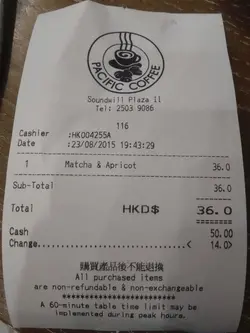 PACIFIC COFFEE
Soundwill Plaza II
Tel: 2503 9086
116
Cashier :HK004255A
Date :23/08/2015 19:43:29
1 Matcha & Apricot 36.0
Sub-Total 36.0
Total HKD$ 36.0
Cash 50.00
Change................< 14.0>
購買產品後不能退換
All purchased items
are non-refundable & non-exchangeable
**************************
A 60-minute table time limit may be
implemented during peak hours.